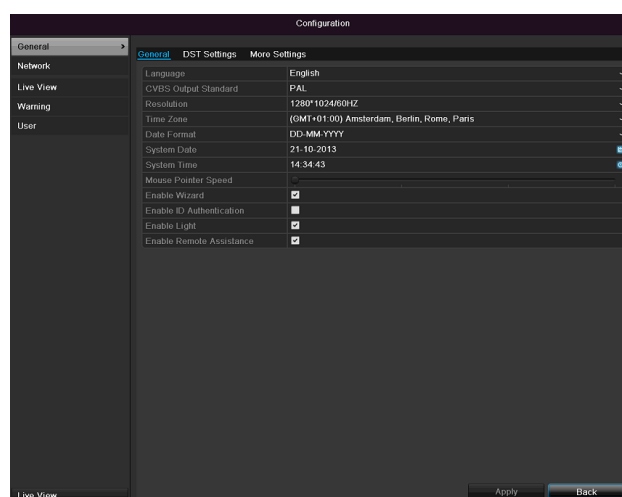 Configuration
General
Network
Live View
Warning
User
General DST Settings More Settings
Language English
CVBS Output Standard PAL
Resolution 1280*1024/60HZ
Time Zone (GMT+01:00) Amsterdam, Berlin, Rome, Paris
Date Format DD-MM-YYYY
System Date 21-10-2013
System Time 14:34:43
Mouse Pointer Speed
Enable Wizard
Enable ID Authentication
Enable Light
Enable Remote Assistance
Live View
Apply Back